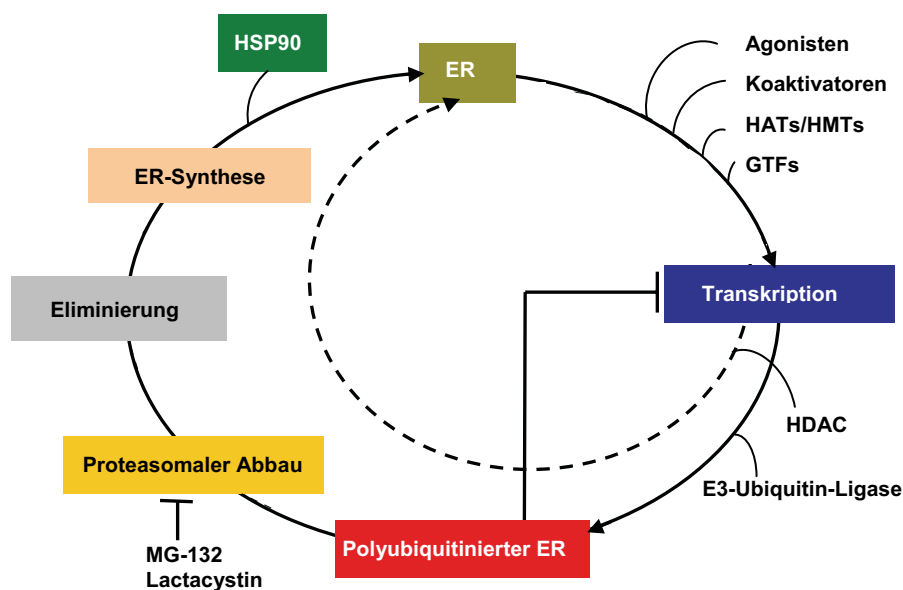 HSP90
ER
Agonisten
Koaktivatoren
HATs/HMTs
GTFs
ER-Synthese
Eliminierung
Transkription
HDAC
Proteasomaler Abbau
E3-Ubiquitin-Ligase
Polyubiquitinierter ER
MG-132
Lactacystin